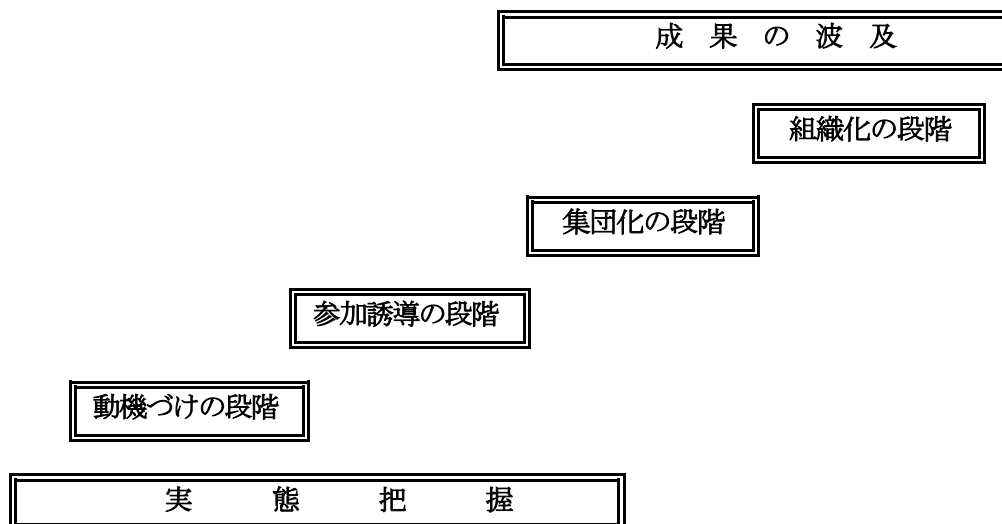 成果の波及
組織化の段階
集団化の段階
参加誘導の段階
動機づけの段階
実態把握